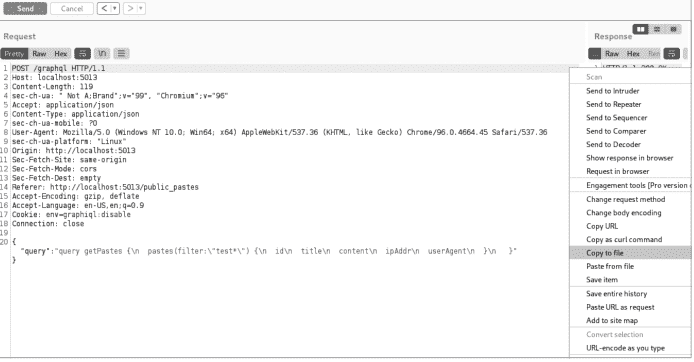 Send Cancel < >
Request
Response
Pretty Raw Hex \n
Raw Hex
1 POST /graphql HTTP/1.1
2 Host: localhost:5013
3 Content-Length: 119
4 sec-ch-ua: " Not A;Brand";v="99", "Chromium";v="96"
5 Accept: application/json
6 Content-Type: application/json
7 sec-ch-ua-mobile: ?0
8 User-Agent: Mozilla/5.0 (Windows NT 10.0; Win64; x64) AppleWebKit/537.36 (KHTML, like Gecko) Chrome/96.0.4664.45 Safari/537.36
9 sec-ch-ua-platform: "Linux"
10 Origin: http://localhost:5013
11 Sec-Fetch-Site: same-origin
12 Sec-Fetch-Mode: cors
13 Sec-Fetch-Dest: empty
14 Referer: http://localhost:5013/public_pastes
15 Accept-Encoding: gzip, deflate
16 Accept-Language: en-US,en;q=0.9
17 Cookie: env=graphiql:disable
18 Connection: close
19
20 {
"query":"query getPastes {\n pastes(filter:\"test*\") {\n id\n title\n content\n ipAddr\n userAgent\n }\n }"
}
Scan
Send to Intruder
Send to Repeater
Send to Sequencer
Send to Comparer
Send to Decoder
Show response in browser
Request in browser
Engagement tools [Pro version
Change request method
Change body encoding
Copy URL
Copy as curl command
Copy to file
Paste from file
Save item
Save entire history
Paste URL as request
Add to site map
Convert selection
URL-encode as you type